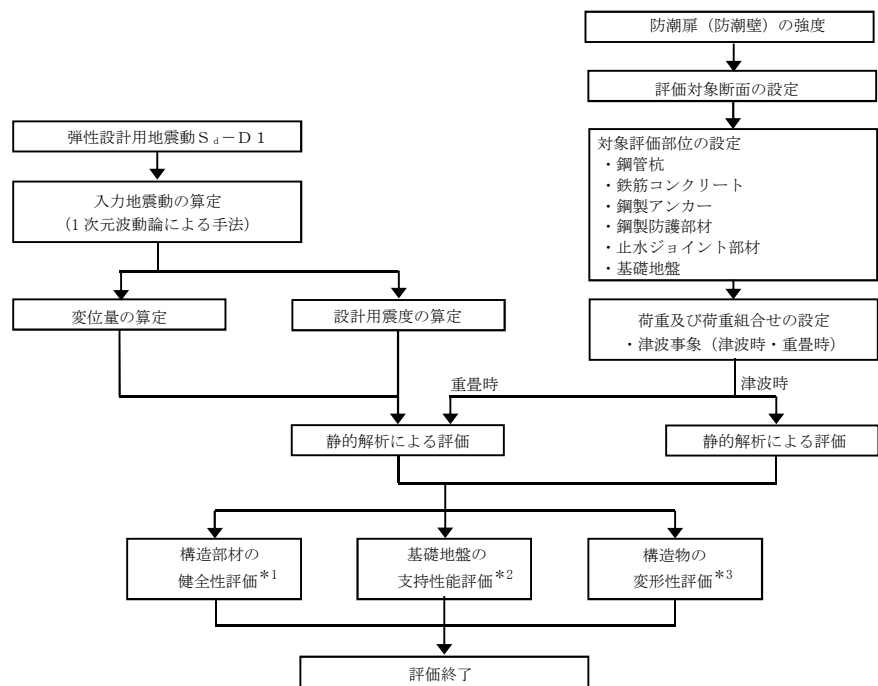 防潮扉（防潮壁）の強度
評価対象断面の設定
対象評価部位の設定
・鋼管杭
・鉄筋コンクリート
・鋼製アンカー
・鋼製防護部材
・止水ジョイント部材
・基礎地盤
荷重及び荷重組合せの設定
・津波事象（津波時・重畳時）
弾性設計用地震動Ｓｄ－Ｄ１
入力地震動の算定
(1 次元波動論による手法)
変位量の算定
設計用震度の算定
重畳時
津波時
静的解析による評価
静的解析による評価
構造部材の
健全性評価＊1
基礎地盤の
支持性能評価＊2
構造物の
変形性評価＊3
評価終了